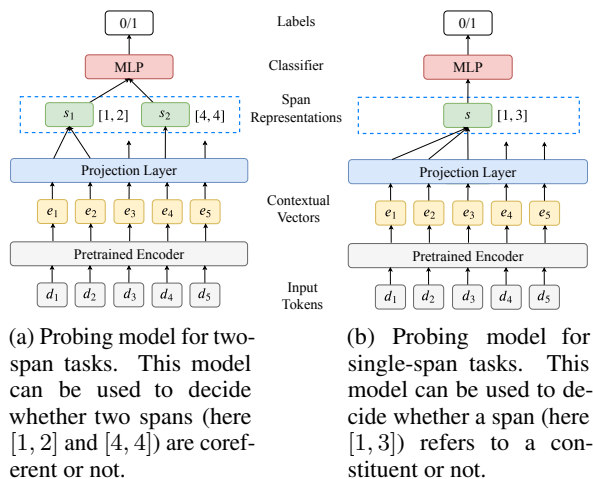 0/1
Labels
0/1
MLP
Classifier
MLP
s1 [1, 2] s2 [4, 4]
Span
Representations
s [1, 3]
Projection Layer
Projection Layer
e1 e2 e3 e4 e5
Contextual
Vectors
e1 e2 e3 e4 e5
Pretrained Encoder
Pretrained Encoder
d1 d2 d3 d4 d5
Input
Tokens
d1 d2 d3 d4 d5
(a) Probing model for two-
span tasks. This model
can be used to decide
whether two spans (here
[1, 2] and [4, 4]) are coref-
erent or not.
(b) Probing model for
single-span tasks. This
model can be used to de-
cide whether a span (here
[1, 3]) refers to a con-
stituent or not.